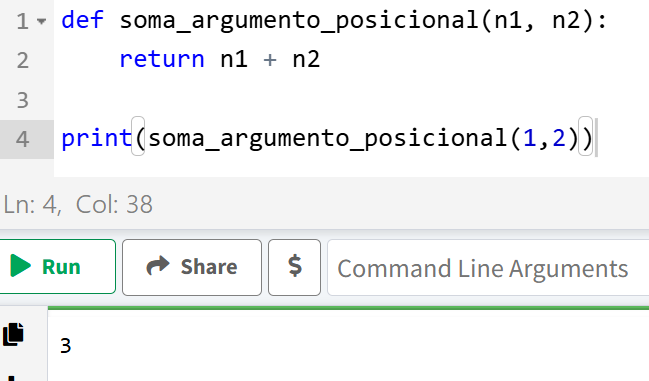 1 def soma_argumento_posicional(n1, n2):
2     return n1 + n2
3
4 print(soma_argumento_posicional(1,2))
Ln: 4,  Col: 38
Run Share $ Command Line Arguments
3